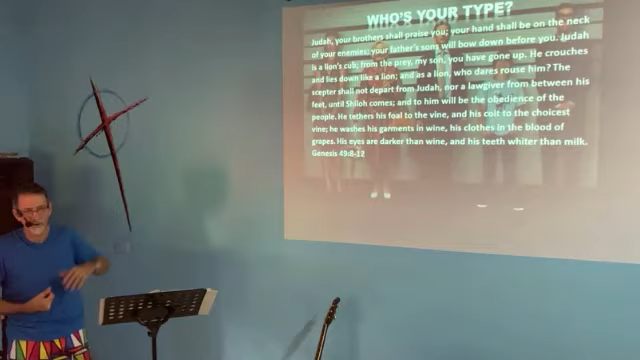 WHO'S YOUR TYPE?
Judah, your brothers shall praise you; your hand shall be on the neck
of your enemies; your father's sons will bow down before you. Judah
is a lion's cub, from the prey, my son, you have gone up. He crouches
and lies down like a lion; and as a lion, who dares rouse him? The
scepter shall not depart from Judah, nor a lawgiver from between his
feet, until Shiloh comes; and to him will be the obedience of the
people. He tethers his foal to the vine, and his colt to the choicest
vine; he washes his garments in wine, his clothes in the blood of
grapes. His eyes are darker than wine, and his teeth whiter than milk.
Genesis 49:8-12